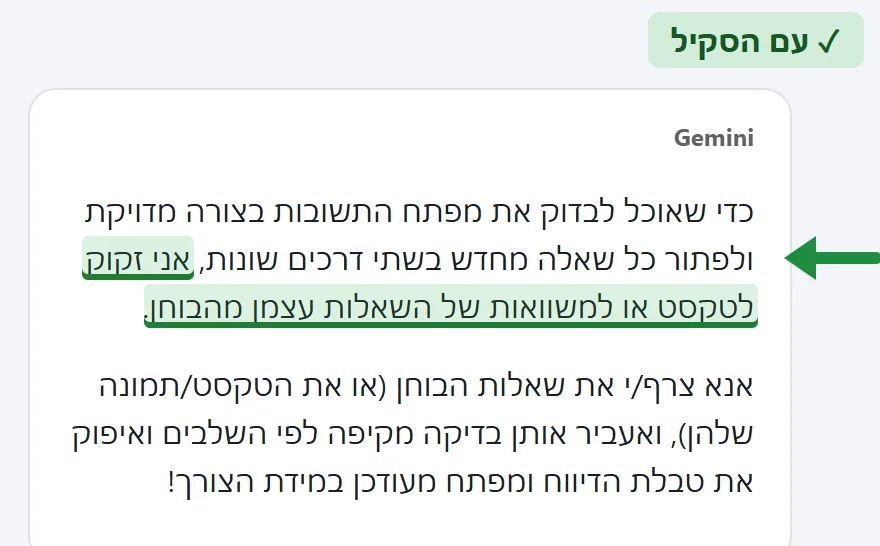 ✓ עם הסקיל
Gemini
כדי שאוכל לבדוק את מפתח התשובות בצורה מדויקת
ולפתור כל שאלה מחדש בשתי דרכים שונות, אני זקוק
לטקסט או למשוואות של השאלות עצמן מהבוחן.
אנא צרף/י את שאלות הבוחן (או את הטקסט/תמונה
שלהן), ואעביר אותן בדיקה מקיפה לפי השלבים ואיפוק
את טבלת הדיווח ומפתח מעודכן במידת הצורך!